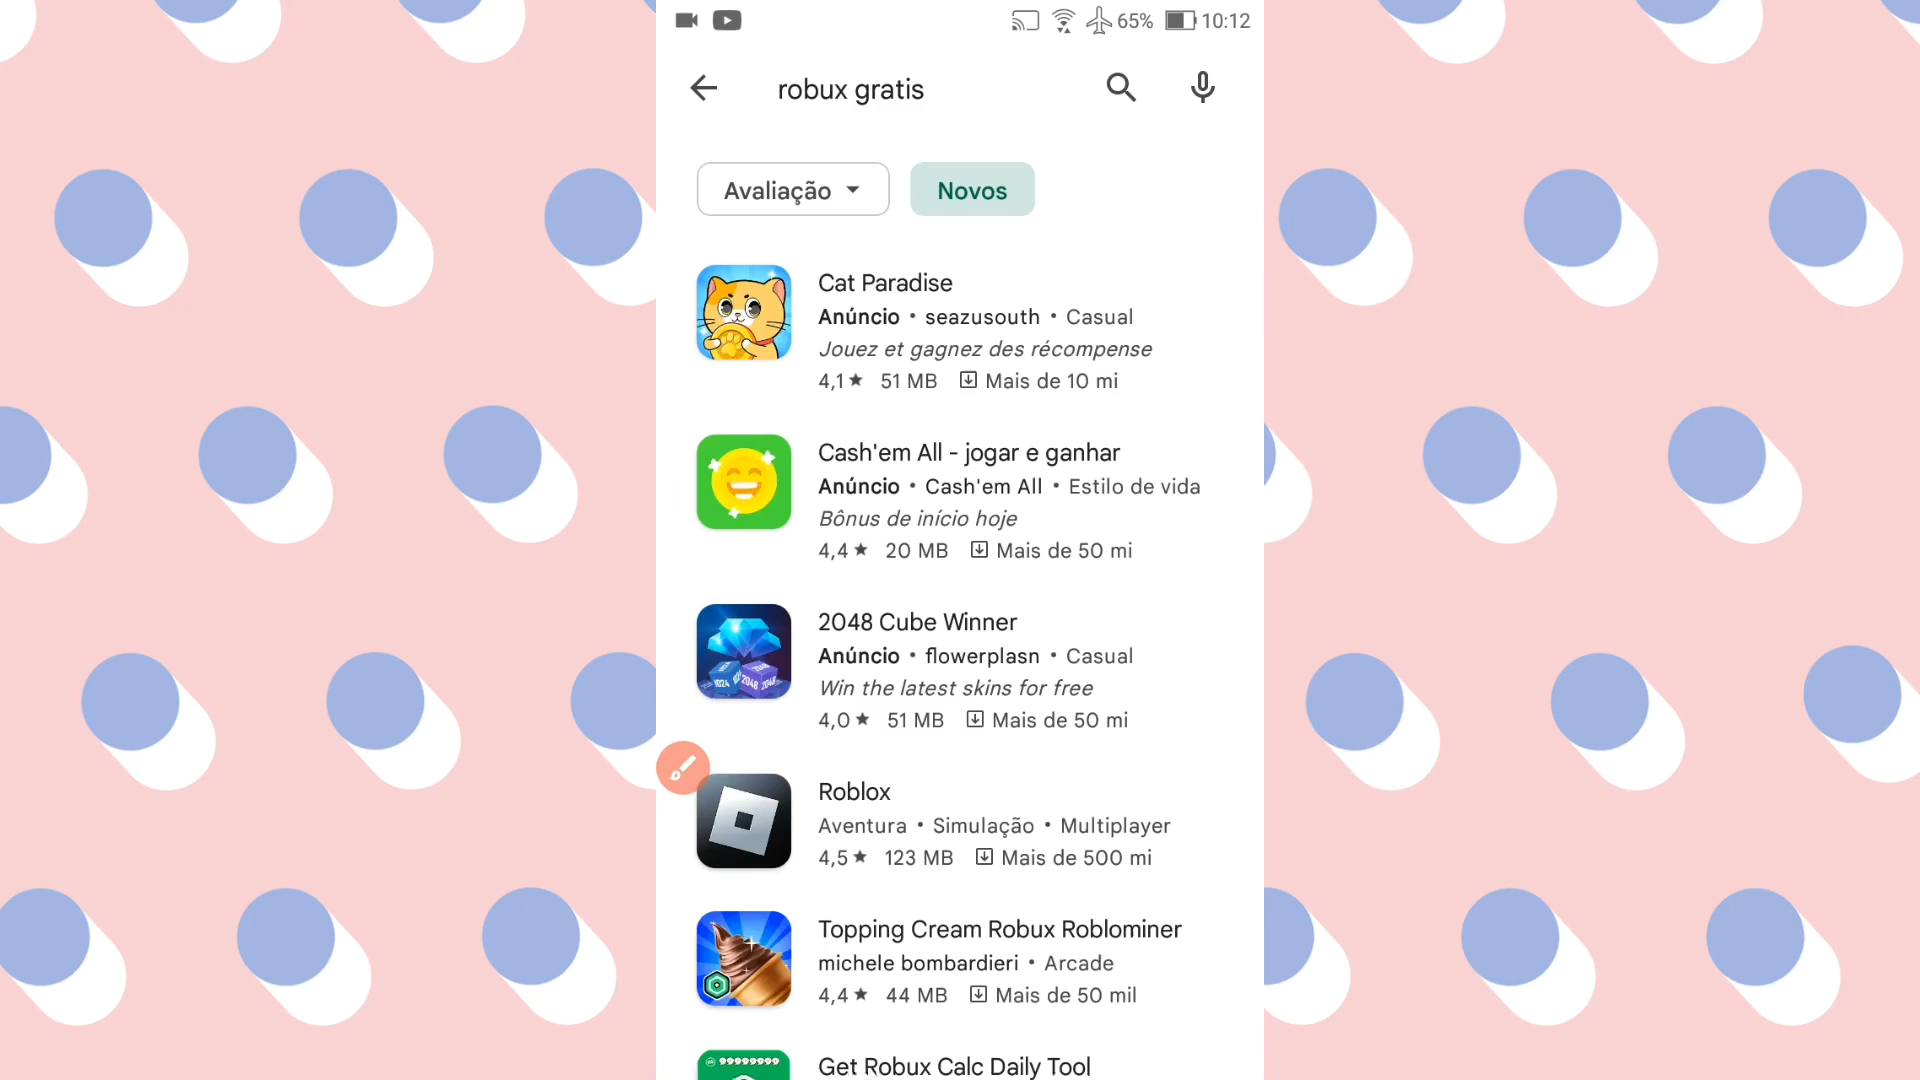 65% 10:12
robux gratis
Avaliação
Novos
Cat Paradise
Anúncio • seazusouth • Casual
Jouez et gagnez des récompense
4,1★ 51 MB Mais de 10 mi
Cash'em All - jogar e ganhar
Anúncio • Cash'em All • Estilo de vida
Bônus de início hoje
4,4★ 20 MB Mais de 50 mi
2048 Cube Winner
Anúncio • flowerplasn • Casual
Win the latest skins for free
4,0★ 51 MB Mais de 50 mi
Roblox
Aventura • Simulação • Multiplayer
4,5★ 123 MB Mais de 500 mi
Topping Cream Robux Roblominer
michele bombardieri • Arcade
4,4★ 44 MB Mais de 50 mil
Get Robux Calc Daily Tool